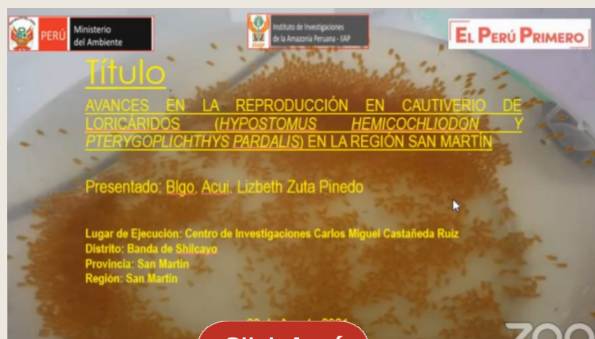 PERÚ
Ministerio
del Ambiente
Instituto de Investigaciones
de la Amazonía Peruana - IIAP
EL PERÚ PRIMERO
Título
AVANCES EN LA REPRODUCCIÓN EN CAUTIVERIO DE
LORICÁRIDOS (HYPOSTOMUS HEMICOCHLIODON Y
PTERYGOPLICHTHYS PARDALIS) EN LA REGIÓN SAN MARTÍN
Presentado: Blgo. Acui. Lizbeth Zuta Pinedo
Lugar de Ejecución: Centro de Investigaciones Carlos Miguel Castañeda Ruiz
Distrito: Banda de Shilcayo
Provincia: San Martin
Región: San Martin